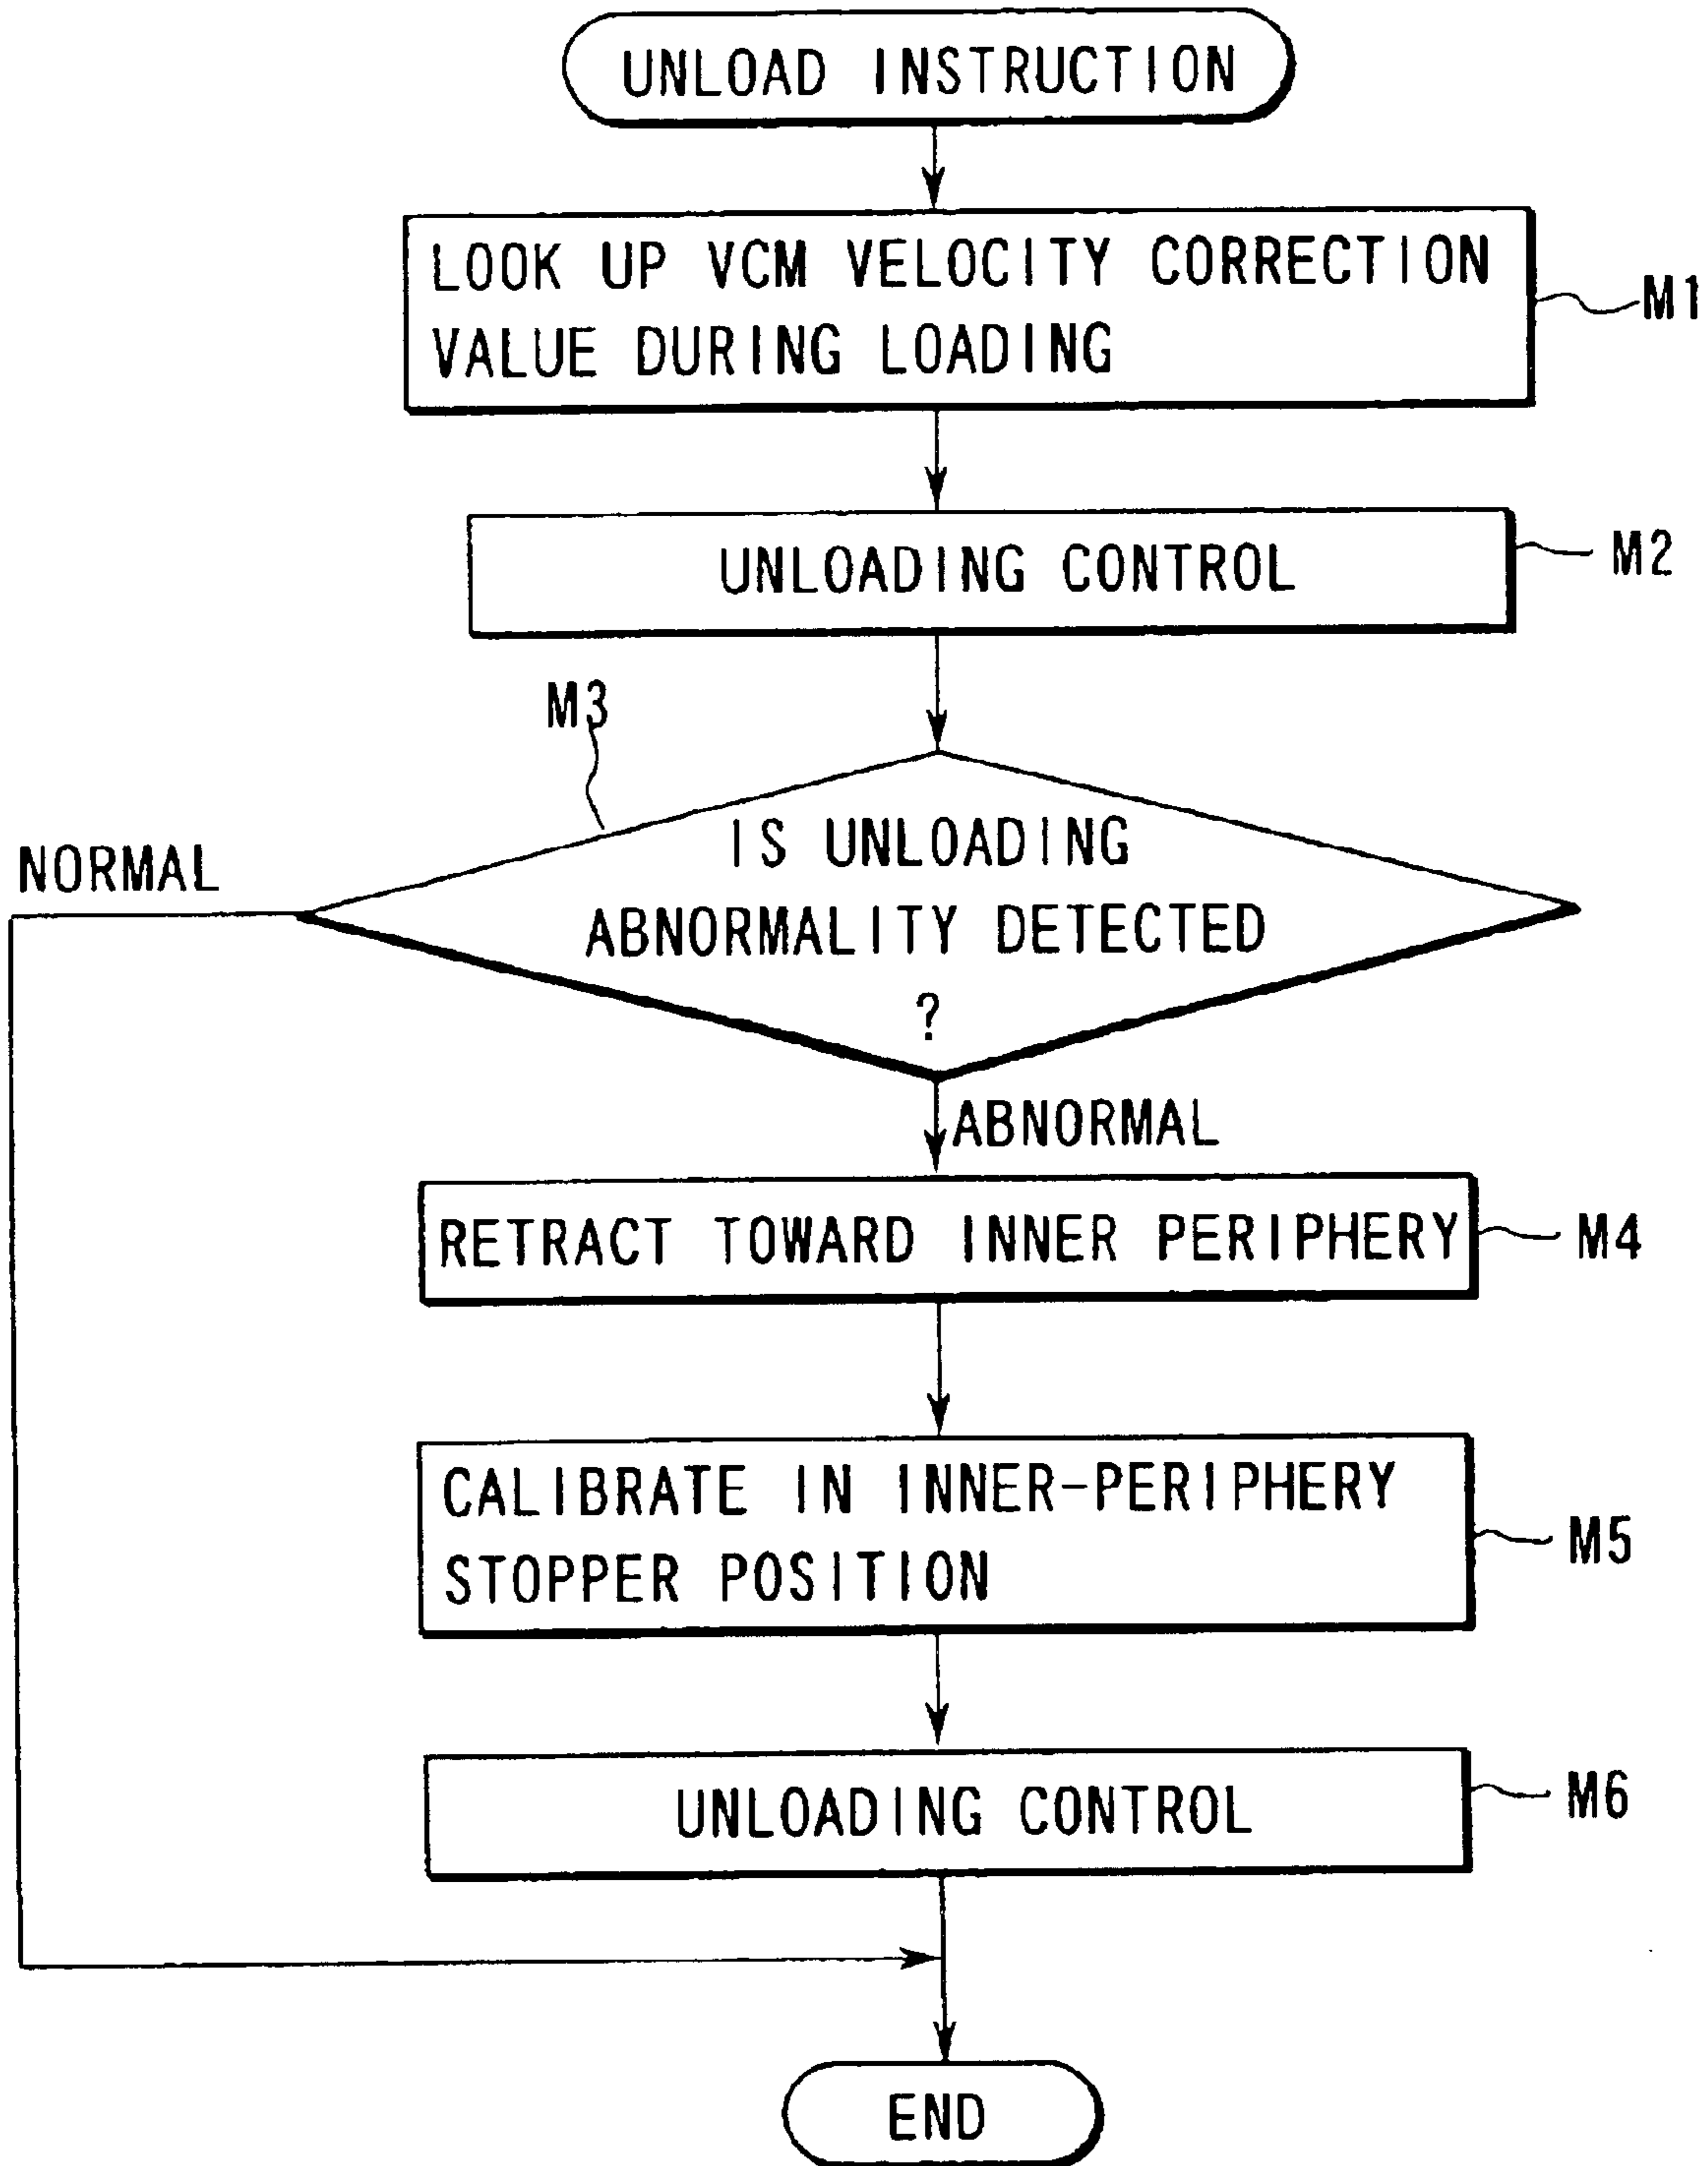 UNLOAD INSTRUCTION
LOOK UP VCM VELOCITY CORRECTION
VALUE DURING LOADING
M1
UNLOADING CONTROL
M2
M3
IS UNLOADING
ABNORMALITY DETECTED
?
NORMAL
ABNORMAL
RETRACT TOWARD INNER PERIPHERY
M4
CALIBRATE IN INNER-PERIPHERY
STOPPER POSITION
M5
UNLOADING CONTROL
M6
END